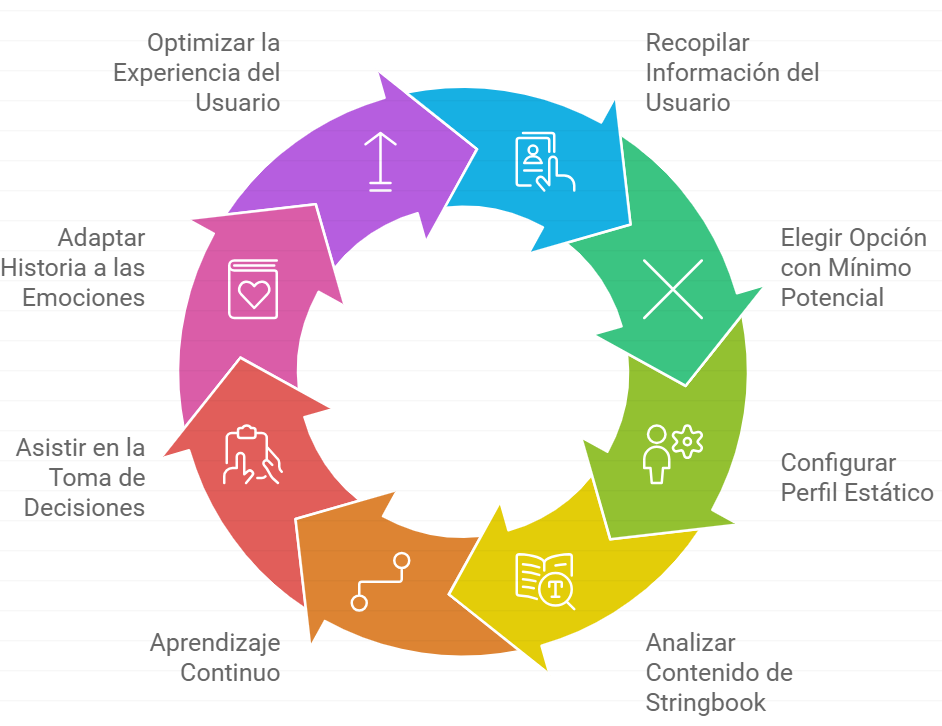 Optimizar la
Experiencia del
Usuario
Recopilar
Información del
Usuario
Elegir Opción
con Mínimo
Potencial
Configurar
Perfil Estático
Analizar
Contenido de
Stringbook
Aprendizaje
Continuo
Asistir en la
Toma de
Decisiones
Adaptar
Historia a las
Emociones
T